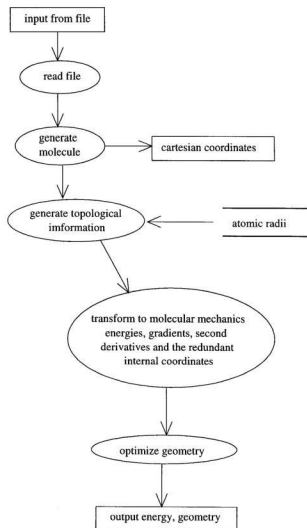 input from file
read file
generate
molecule
cartesian coordinates
generate topological
imformation
atomic radii
transform to molecular mechanics
energies, gradients, second
derivatives and the redundant
internal coordinates
optimize geometry
output energy, geometry